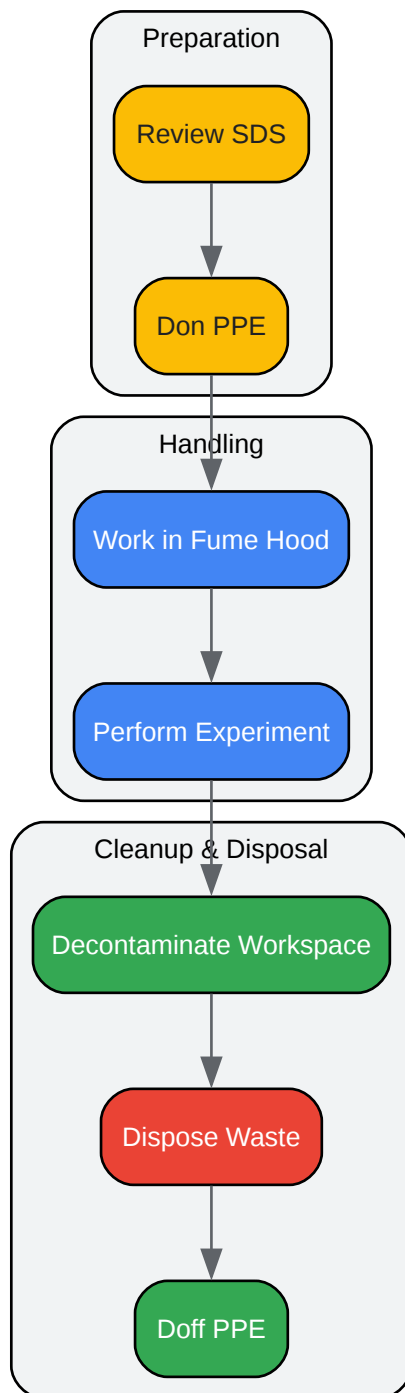 Preparation
Review SDS
Don PPE
Handling
Work in Fume Hood
Perform Experiment
Cleanup & Disposal
Decontaminate Workspace
Dispose Waste
Doff PPE